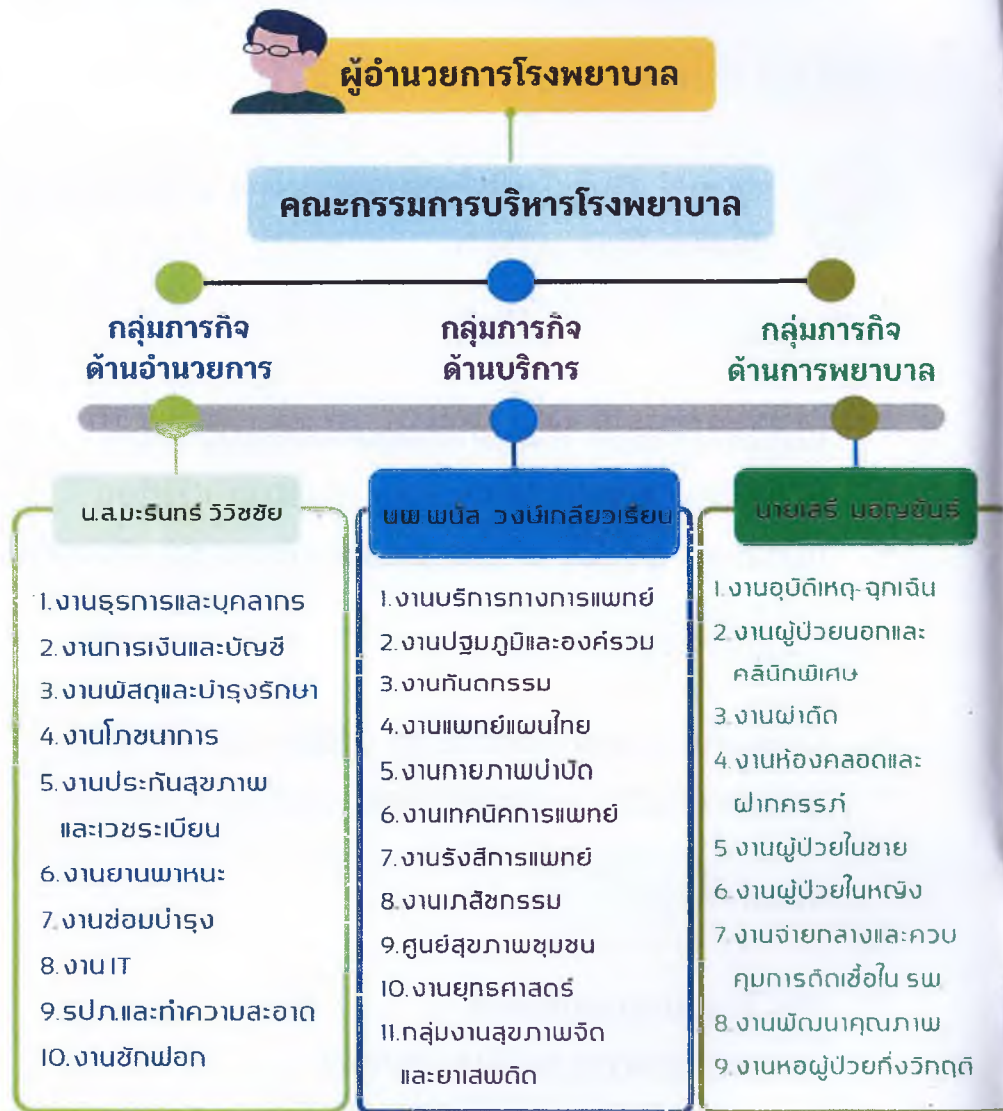 ผู้อำนวยการโรงพยาบาล
คณะกรรมการบริหารโรงพยาบาล
กลุ่มภารกิจ
ด้านอำนวยการ
กลุ่มภารกิจ
ด้านบริการ
กลุ่มภารกิจ
ด้านการพยาบาล
น.ส.มะรินทร์ วิวิชชัย
1.งานธุรการและบุคลากร
2.งานการเงินและบัญชี
3.งานพัสดุและบำรุงรักษา
4.งานโภชนาการ
5.งานประกันสุขภาพ
และเวชระเบียน
6.งานยานพาหนะ
7.งานซ่อมบำรุง
8.งาน IT
9.รปภ.และทำความสะอาด
10.งานซักฟอก
นพ พนัส วงษ์เกลียวเรียน
1.งานบริการทางการแพทย์
2.งานปฐมภูมิและองค์รวม
3.งานทันตกรรม
4.งานแพทย์แผนไทย
5.งานกายภาพบำบัด
6.งานเทคนิคการแพทย์
7.งานรังสีการแพทย์
8.งานเภสัชกรรม
9.ศูนย์สุขภาพชุมชน
10.งานยุทธศาสตร์
11.กลุ่มงานสุขภาพจิต
และยาเสพติด
นายเสรี มอญขันธ์
1.งานอุบัติเหตุ-ฉุกเฉิน
2.งานผู้ป่วยนอกและ
คลินิกพิเศษ
3.งานผ่าตัด
4.งานห้องคลอดและ
ฝากครรภ์
5 งานผู้ป่วยในชาย
6.งานผู้ป่วยในหญิง
7.งานจ่ายกลางและควบ
คุมการติดเชื้อใน รพ.
8.งานพัฒนาคุณภาพ
9.งานหอผู้ป่วยกึ่งวิกฤติ